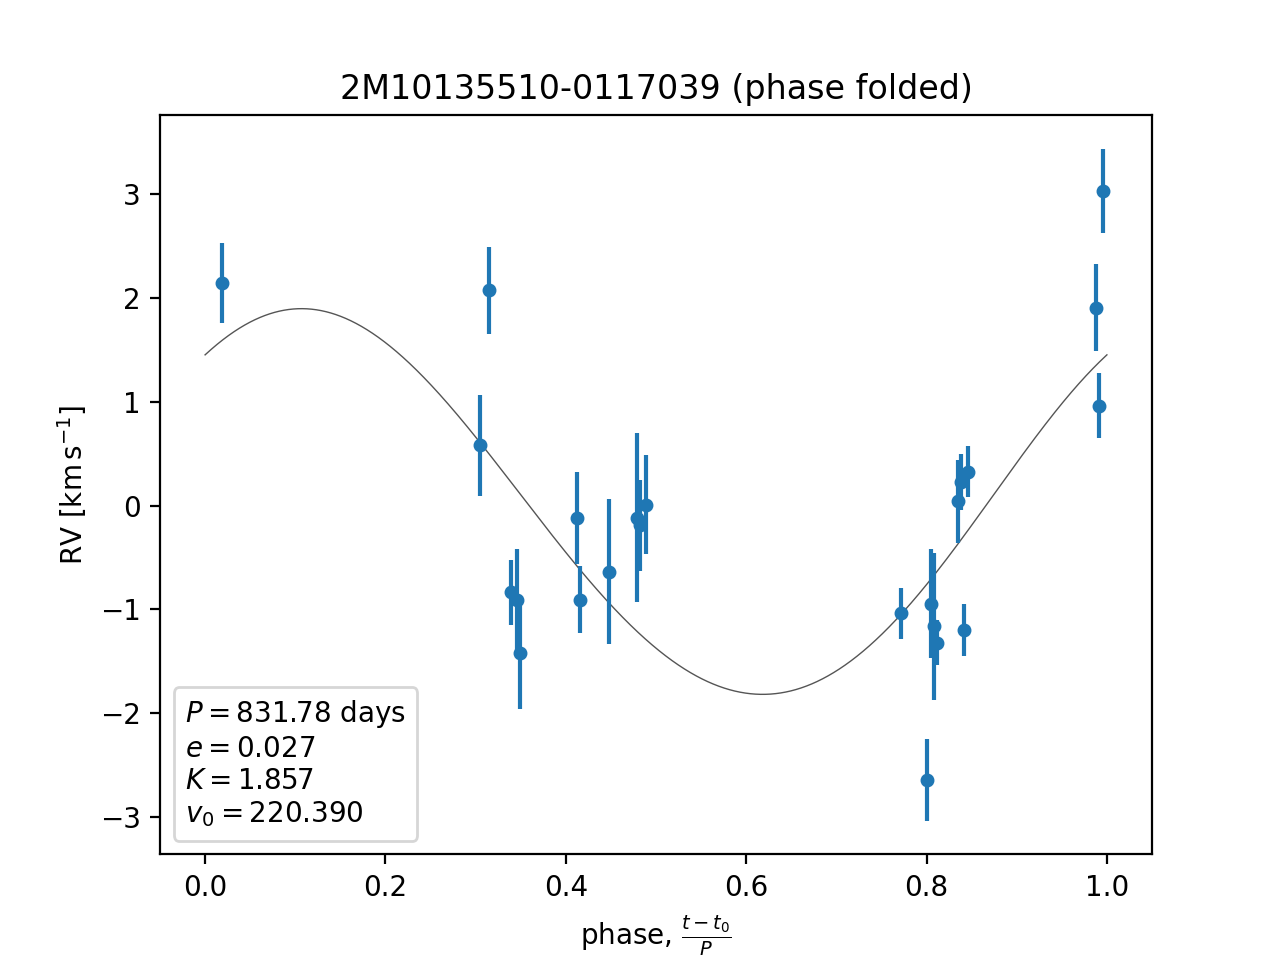 2M10135510-0117039 (phase folded)
RV [km s⁻¹]
3
2
1
0
−1
−2
−3
P = 831.78 days
e = 0.027
K = 1.857
v₀ = 220.390
0.0 0.2 0.4 0.6 0.8 1.0
phase, (t − t₀)/P